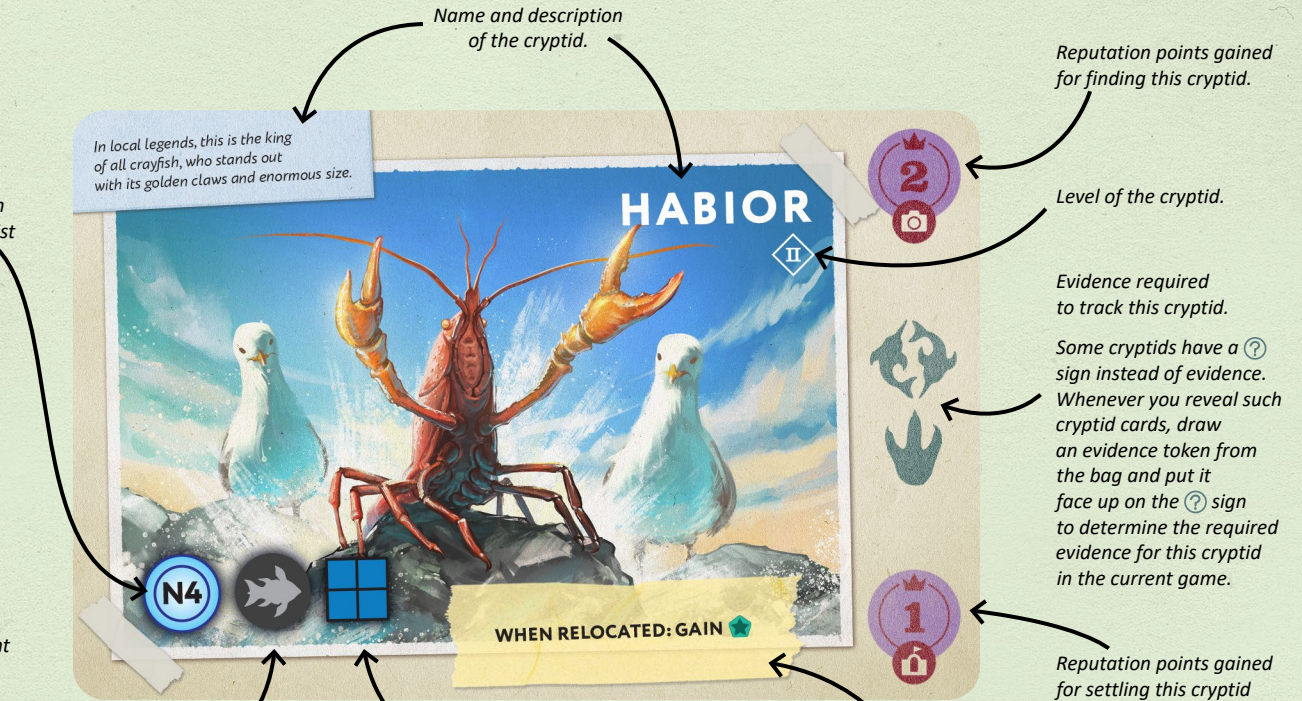 Name and description
of the cryptid.
Reputation points gained
for finding this cryptid.
In local legends, this is the king
of all crayfish, who stands out
with its golden claws and enormous size.
2
HABIOR
II
Level of the cryptid.
Evidence required
to track this cryptid.
Some cryptids have a ?
sign instead of evidence.
Whenever you reveal such
cryptid cards, draw
an evidence token from
the bag and put it
face up on the ? sign
to determine the required
evidence for this cryptid
in the current game.
N4
WHEN RELOCATED: GAIN
1
Reputation points gained
for settling this cryptid